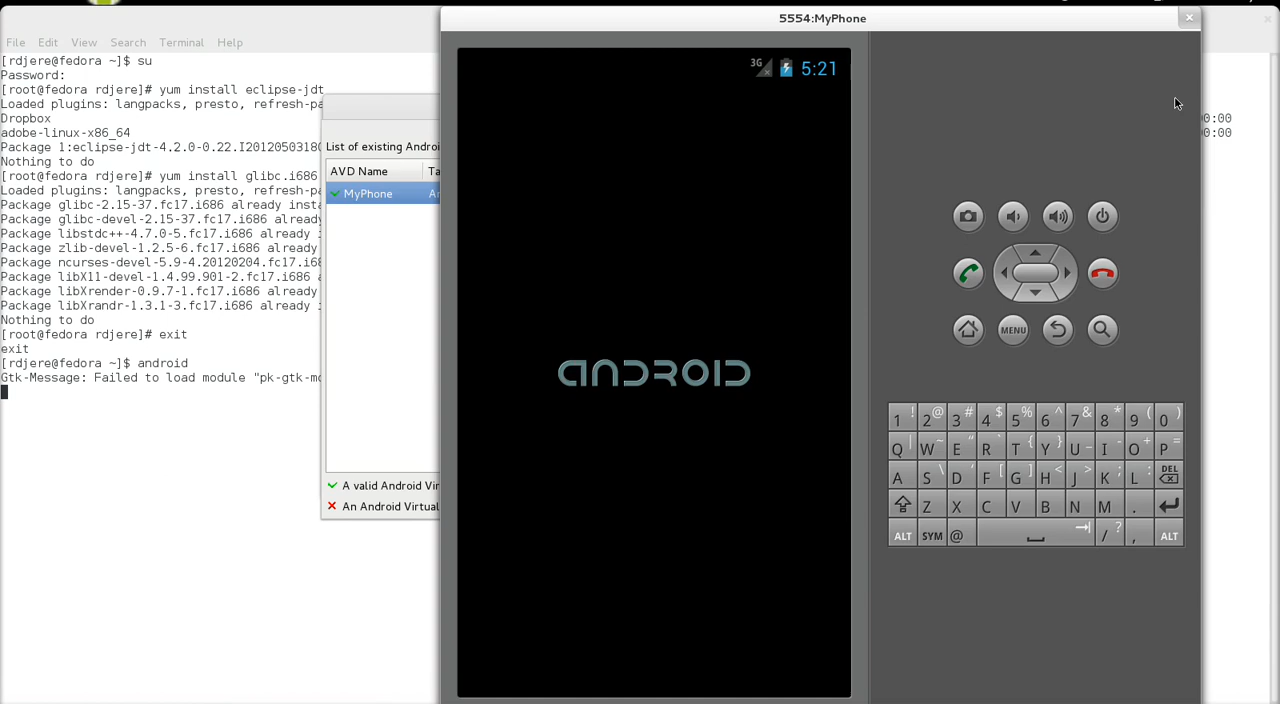 5554:MyPhone
File Edit View Search Terminal Help
[rdjere@fedora ~]$ su
Password:
[root@fedora rdjere]# yum install eclipse-jdt
Loaded plugins: langpacks, presto, refresh-pa
Dropbox
adobe-linux-x86_64
Package 1:eclipse-jdt-4.2.0-0.22.I2012050318
Nothing to do
[root@fedora rdjere]# yum install glibc.i686
Loaded plugins: langpacks, presto, refresh-pa
Package glibc-2.15-37.fc17.i686 already insta
Package glibc-devel-2.15-37.fc17.i686 already
Package libstdc++-4.7.0-5.fc17.i686 already i
Package zlib-devel-1.2.5-6.fc17.i686 already
Package ncurses-devel-5.9-4.20120204.fc17.i6
Package libX11-devel-1.4.99.901-2.fc17.i686 a
Package libXrender-0.9.7-1.fc17.i686 already
Package libXrandr-1.3.1-3.fc17.i686 already i
Nothing to do
[root@fedora rdjere]# exit
exit
[rdjere@fedora ~]$ android
Gtk-Message: Failed to load module "pk-gtk-mo
0:00
0:00
List of existing Androi
AVD Name Ta
MyPhone An
A valid Android Vir
An Android Virtual
3G 5:21
ANDROID
MENU
1 ! 2 @ 3 # 4 $ 5 % 6 ^ 7 & 8 * 9 ( 0 )
Q | W ~ E " R ` T { Y } U _ I - O + P =
A S \ D ' F [ G ] H < J > K ; L : DEL
Z X C V B N M .
ALT SYM @ / ? , ALT